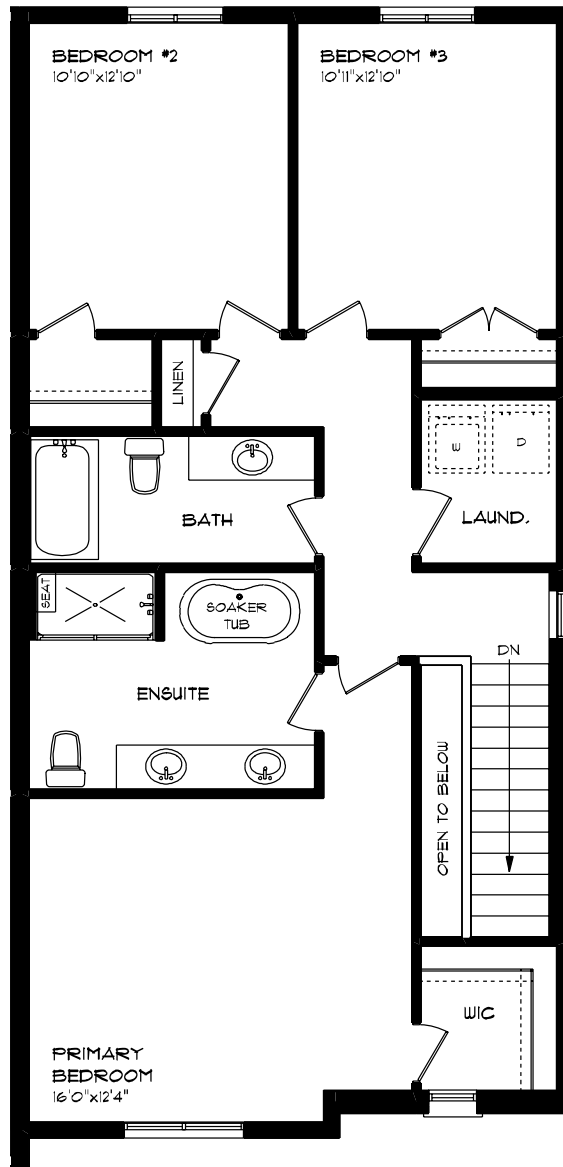 BEDROOM #2
10'10"x12'10"
BEDROOM #3
10'11"x12'10"
LINEN
W
D
BATH
LAUND.
SEAT
SOAKER
TUB
ENSUITE
DN
OPEN TO BELOW
WIC
PRIMARY
BEDROOM
16'0"x12'4"